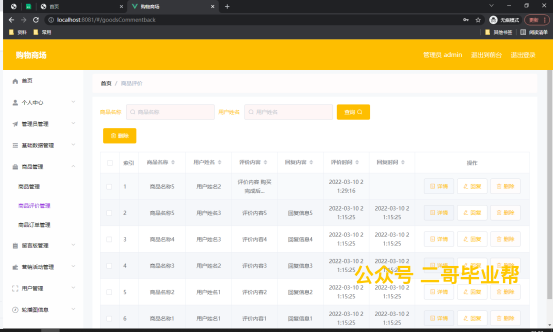 首页
购物商场
localhost:8081/#/goodsCommentback
无痕模式
更新
资料
常用
其他书签
阅读清单
购物商场
管理员 admin
退出到前台
退出登录
首页
首页 / 商品评价
个人中心
管理员管理
基础数据管理
商品管理
商品管理
商品评价管理
商品订单管理
留言板管理
营销活动管理
用户管理
轮播图信息
商品名称 商品名称 用户姓名 用户姓名 查询
删除
索引 商品名称 用户姓名 评价内容 回复内容 评价时间 回复时间 操作
1 商品名称5 用户姓名2 评价内容 购买完成后... 2022-03-10 21:29:16 详情 回复 删除
2 商品名称5 用户姓名2 评价内容5 回复信息5 2022-03-10 21:15:25 2022-03-10 21:15:25 详情 回复 删除
3 商品名称4 用户姓名3 评价内容4 回复信息4 2022-03-10 21:15:25 2022-03-10 21:15:25 详情 回复 删除
4 商品名称3 用户姓名2 评价内容3 回复信息3 2022-03-10 21:15:25 2022-03-10 21:15:25 详情 回复 删除
5 商品名称2 用户姓名1 评价内容2 回复信息2 2022-03-10 21:15:25 2022-03-10 21:15:25 详情 回复 删除
6 商品名称1 用户姓名1 评价内容1 回复信息1 2022-03-10 21:15:25 2022-03-10 21:15:25 详情 回复 删除
公众号 二哥毕业帮